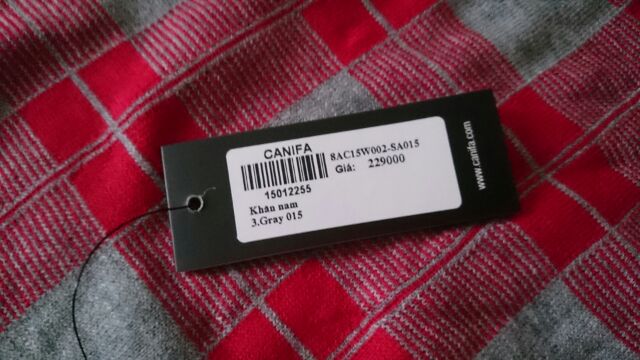 CANIFA
8AC15W002-SA015
15012255
Giá: 229000
Khăn nam
3.Gray 015
www.canifa.com